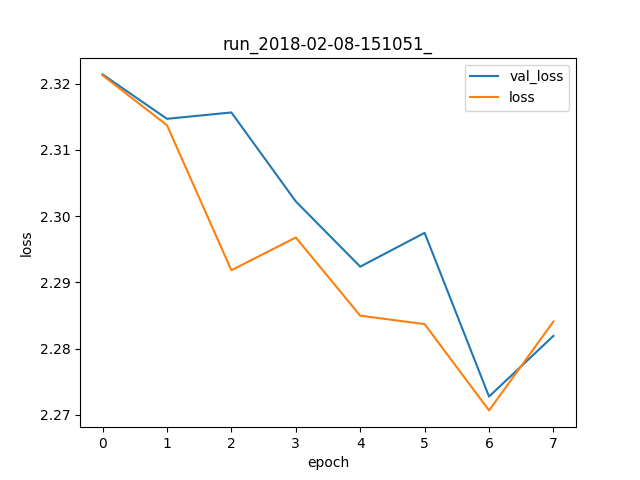 run_2018-02-08-151051_
val_loss
loss
2.32
2.31
2.30
2.29
2.28
2.27
loss
0 1 2 3 4 5 6 7
epoch